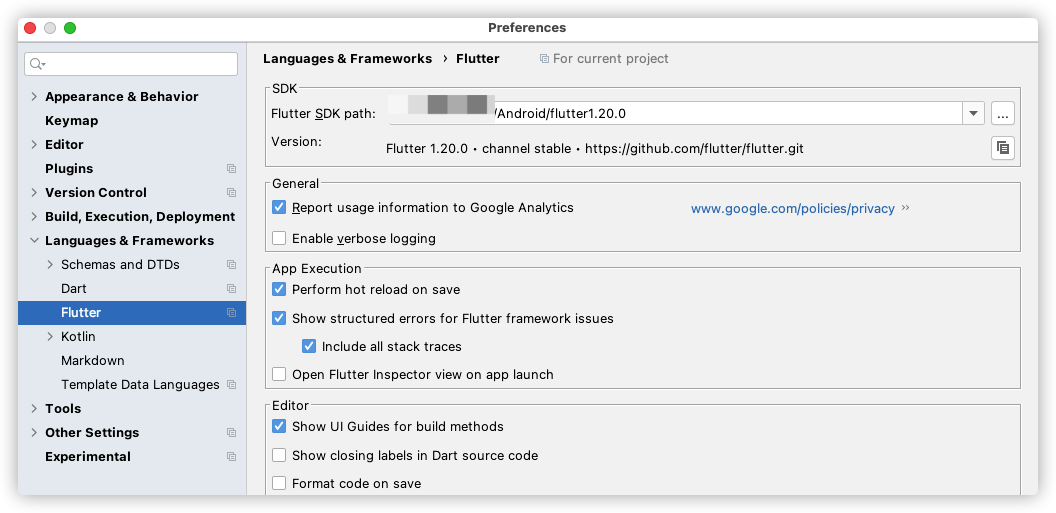 Preferences
Appearance & Behavior
Keymap
Editor
Plugins
Version Control
Build, Execution, Deployment
Languages & Frameworks
Schemas and DTDs
Dart
Flutter
Kotlin
Markdown
Template Data Languages
Tools
Other Settings
Experimental
Languages & Frameworks › Flutter For current project
SDK
Flutter SDK path: /Android/flutter1.20.0 ...
Version: Flutter 1.20.0 • channel stable • https://github.com/flutter/flutter.git
General
Report usage information to Google Analytics www.google.com/policies/privacy ››
Enable verbose logging
App Execution
Perform hot reload on save
Show structured errors for Flutter framework issues
Include all stack traces
Open Flutter Inspector view on app launch
Editor
Show UI Guides for build methods
Show closing labels in Dart source code
Format code on save